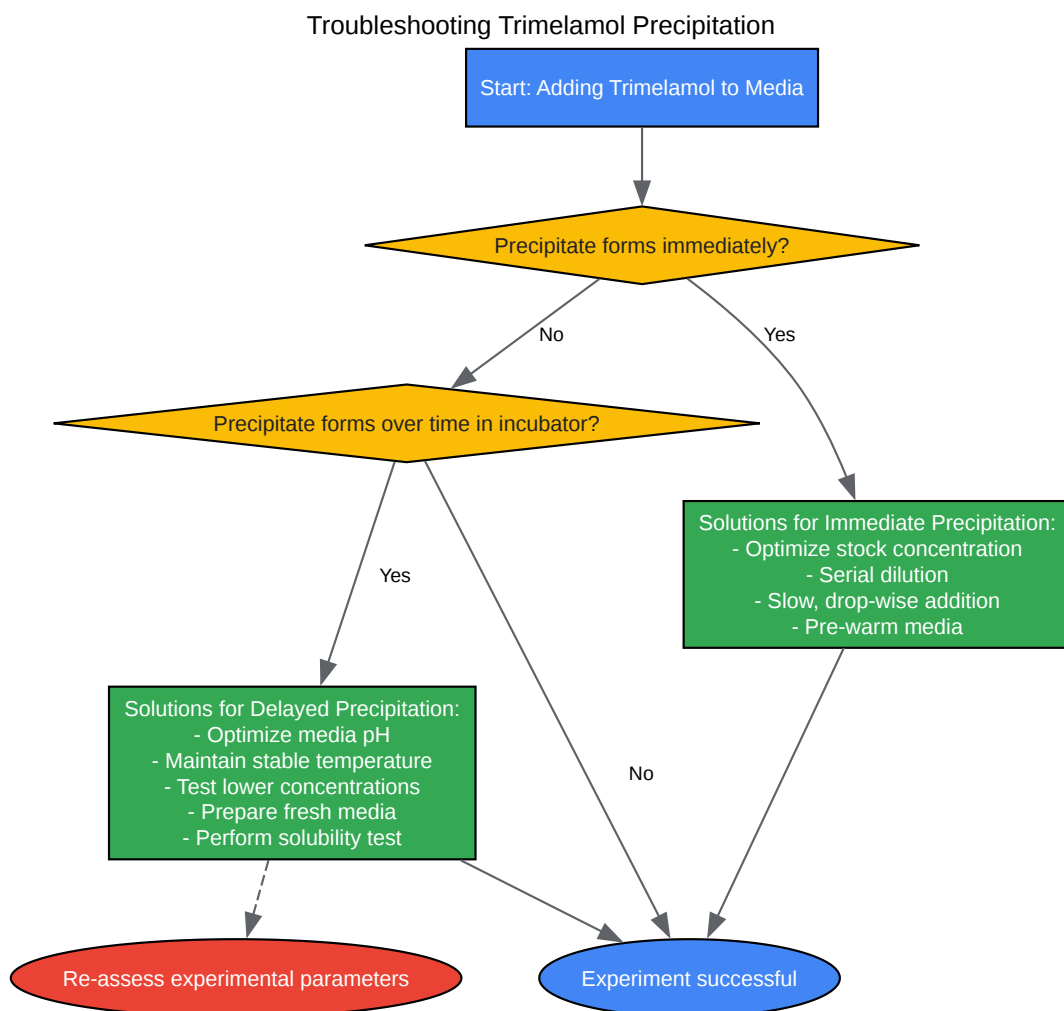 Troubleshooting Trimelamol Precipitation
Start: Adding Trimelamol to Media
Precipitate forms immediately?
No
Yes
Precipitate forms over time in incubator?
Solutions for Immediate Precipitation:
- Optimize stock concentration
- Serial dilution
- Slow, drop-wise addition
- Pre-warm media
Yes
No
Solutions for Delayed Precipitation:
- Optimize media pH
- Maintain stable temperature
- Test lower concentrations
- Prepare fresh media
- Perform solubility test
Re-assess experimental parameters
Experiment successful